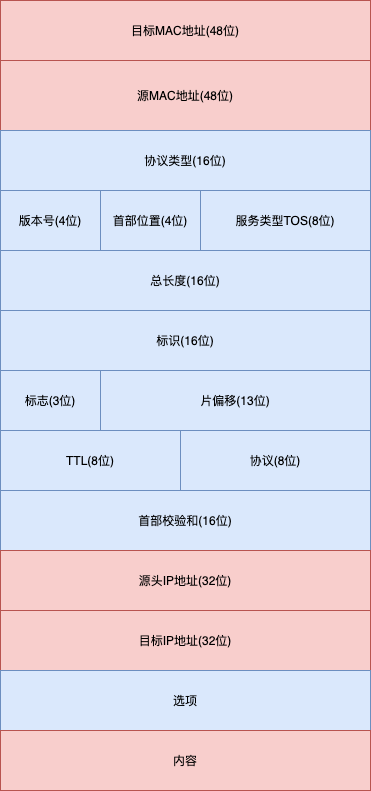 目标MAC地址(48位)
源MAC地址(48位)
协议类型(16位)
版本号(4位) 首部位置(4位) 服务类型TOS(8位)
总长度(16位)
标识(16位)
标志(3位) 片偏移(13位)
TTL(8位) 协议(8位)
首部校验和(16位)
源头IP地址(32位)
目标IP地址(32位)
选项
内容